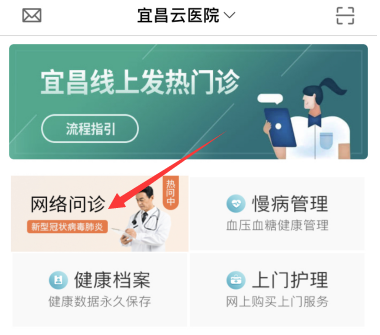 宜昌云医院
宜昌线上发热门诊
流程指引
网络问诊
新型冠状病毒肺炎
热问中
慢病管理
血压血糖健康管理
健康档案
健康数据永久保存
上门护理
网上购买上门服务